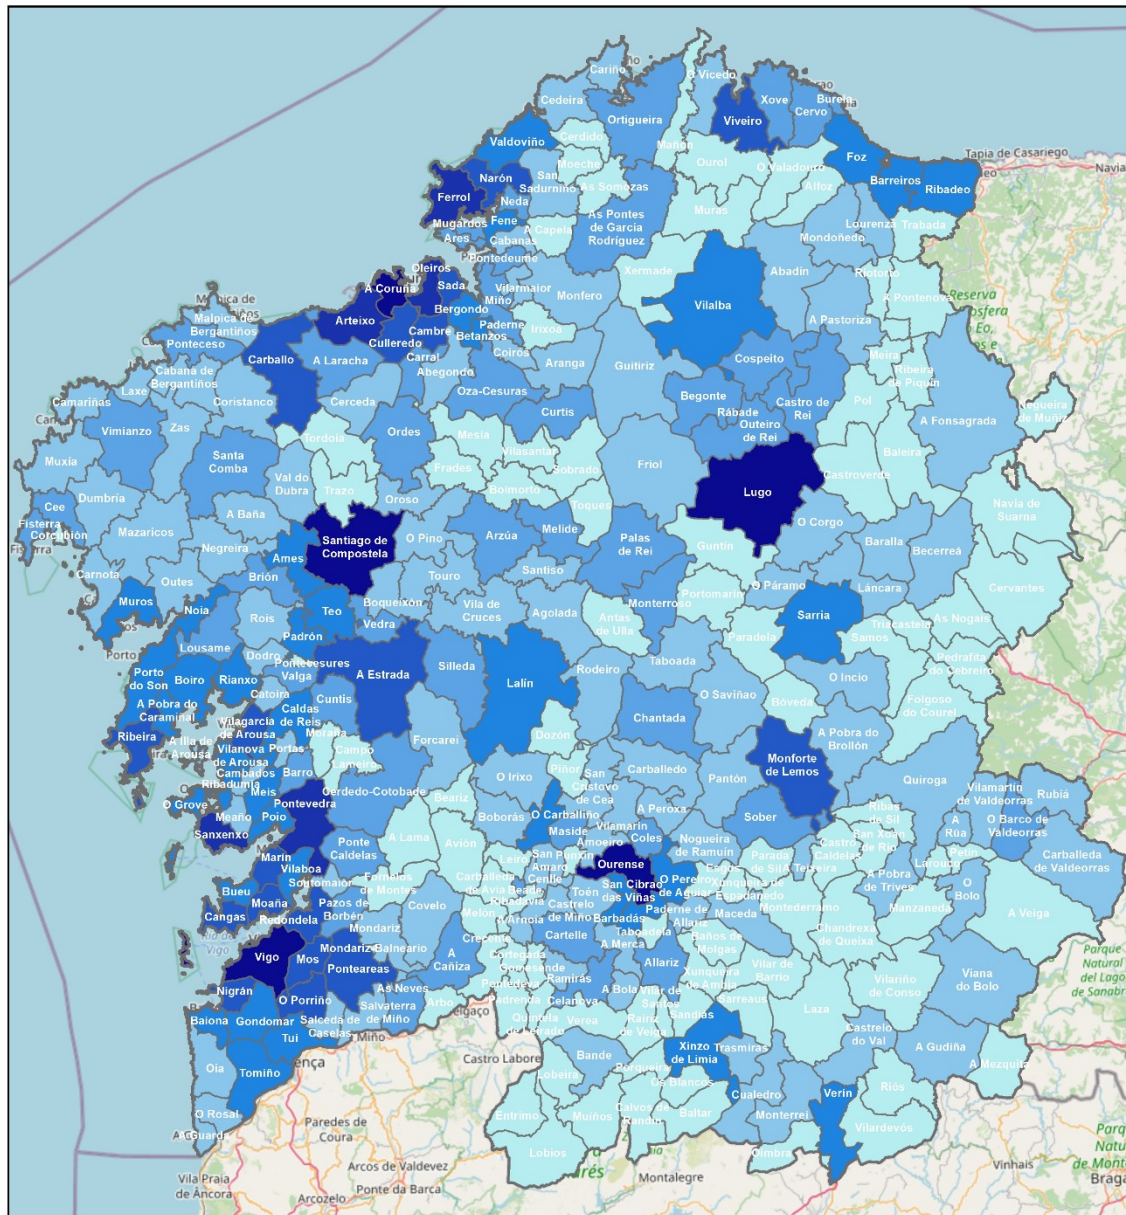 Cariño
O Vicedo
Cedeira
Ortigueira
Viveiro
Xove
Burela
Cervo
Valdoviño
Cerdido
Mañón
Ourol
O Valadouro
Foz
Tapia de Casariego
Moeche
Narón
San
Sadurniño
As Somozas
Alfoz
Barreiros
Ribadeo
Ferrol
Neda
Muras
Mugardos
Fene
A Capela
As Pontes
de García
Rodríguez
Lourenzá
Trabada
Ares
Cabanas
Mondoñedo
Pontedeume
Oleiros
Xermade
Abadín
Riotorto
A Coruña
Sada
Vilarmaior
Miño
Monfero
Vilalba
A Pontenova
Reserva
Bergondo
Malpica de
Bergantiños
Arteixo
Cambre
Paderne
Irixoa
A Pastoriza
Ponteceso
Culleredo
Betanzos
Carballo
A Laracha
Carral
Coirós
Aranga
Guitiriz
Cospeito
Meira
Ribeira
de Piquín
Cabana de
Bergantiños
Abegondo
Laxe
Camariñas
Coristanco
Cerceda
Oza-Cesuras
Begonte
Castro de
Rei
Pol
Negueira
de Muñiz
Zas
Curtis
Rábade
Outeiro
de Rei
A Fonsagrada
Vimianzo
Tordoia
Ordes
Mesía
Vilasantar
Muxía
Santa
Comba
Frades
Sobrado
Friol
Baleira
Val do
Dubra
Trazo
Boimorto
Lugo
Castroverde
Cee
Dumbría
Oroso
Toques
Navia de
Suarna
Fisterra
Corcubión
Mazaricos
A Baña
Santiago de
Compostela
O Pino
Arzúa
Melide
Palas
de Rei
O Corgo
Baralla
Becerreá
Negreira
Ames
Guntín
Carnota
Outes
Brión
Touro
Santiso
O Páramo
Láncara
Cervantes
Muros
Noia
Boqueixón
Portomarín
Monterroso
Rois
Teo
Vedra
Vila de
Cruces
Agolada
Antas
de Ulla
Sarria
Triacastela
As Nogais
Lousame
Padrón
Paradela
Samos
Dodro
Pontecesures
Valga
Taboada
Pedrafita
do Cebreiro
Porto
do Son
Boiro
Rianxo
A Estrada
Silleda
Lalín
Rodeiro
O Incio
Catoira
Cuntis
O Saviñao
Folgoso
do Courel
A Pobra do
Caramiñal
Caldas
de Reis
Bóveda
Ribeira
Vilagarcía
de Arousa
Moraña
Forcarei
Dozón
Chantada
A Illa de
Arousa
Vilanova
de Arousa
Portas
Campo
Lameiro
A Pobra do
Brollón
Cambados
Barro
O Irixo
Piñor
San
Cristovo
de Cea
Carballedo
Pantón
Monforte
de Lemos
Quiroga
Ribadumia
Meis
Cerdedo-Cotobade
Vilamartín
de Valdeorras
Rubiá
O Grove
Meaño
Pontevedra
Beariz
A Peroxa
Poio
Boborás
O Carballiño
Sober
Ribas
de Sil
A
Rúa
O Barco de
Valdeorras
Sanxenxo
A Lama
Avión
Maside
Vilamarín
Coles
Nogueira
de Ramuín
San Xoán
de Río
Marín
Ponte
Caldelas
Amoeiro
Castro
Caldelas
Petín
Larouco
Carballeda
de Valdeorras
Vilaboa
Leiro
San
Amaro
Punxín
Ourense
Esgos
Parada
de Sil
A Teixeira
Bueu
Soutomaior
Fornelos
de Montes
Carballeda
de Avia
Cenlle
O Pereiro
de Aguiar
A Pobra
de Trives
O
Bolo
Moaña
Beade
San Cibrao
das Viñas
Xunqueira de
Espadanedo
Cangas
Pazos de
Borbén
Covelo
Ribadavia
Toén
Manzaneda
Redondela
Melón
Castrelo
de Miño
Barbadás
Paderne de
Allariz
Maceda
Montederramo
A Veiga
Mondariz
A Arnoia
Taboadela
Vigo
Mos
Mondariz-Balneario
Crecente
Cartelle
A Merca
Baños de
Molgas
Chandrexa
de Queixa
A
Cañiza
Cortegada
Ponteareas
Gomesende
Ramirás
Allariz
Vilar de
Barrio
Nigrán
O Porriño
As Neves
Pontedeva
Xunqueira
de Ambía
Vilariño
de Conso
Viana
do Bolo
Parque
Natural
del Lago
de Sanabria
Baiona
Gondomar
Salvaterra
de Miño
Arbo
Padrenda
Celanova
A Bola
Vilar de
Santos
Sarreaus
Salceda de
Caselas
Quintela
de Leirado
Verea
Rairiz
de Veiga
Sandiás
Laza
Tui
Oia
Tomiño
Castro Laboreiro
Bande
Xinzo
de Limia
Trasmiras
Castrelo
do Val
A Gudiña
Lobeira
Porqueira
A Mezquita
Os Blancos
O Rosal
A Guarda
Entrimo
Muíños
Calvos de
Randín
Baltar
Cualedro
Monterrei
Verín
Riós
Vilardevós
Paredes de
Coura
Lobios
Oímbra
Arcos de Valdevez
Montalegre
Vinhais
Vila Praia
de Âncora
Ponte da Barca
Arcozelo